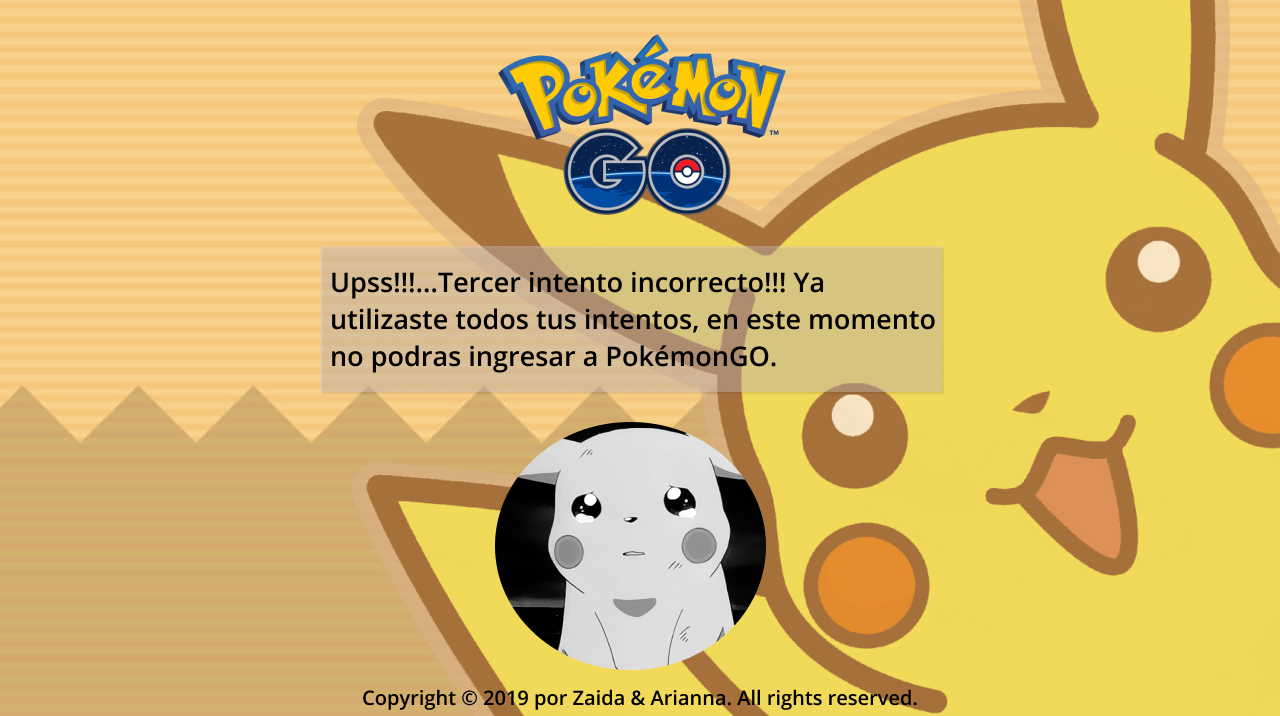 POKÉMON
GO
Upss!!!...Tercer intento incorrecto!!! Ya
utilizaste todos tus intentos, en este momento
no podras ingresar a PokémonGO.
Copyright © 2019 por Zaida & Arianna. All rights reserved.